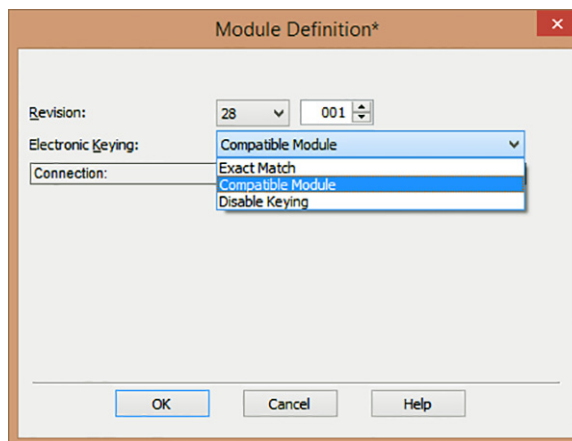 Module Definition*
Revision: 28 001
Electronic Keying: Compatible Module
Connection:
Exact Match
Compatible Module
Disable Keying
OK Cancel Help